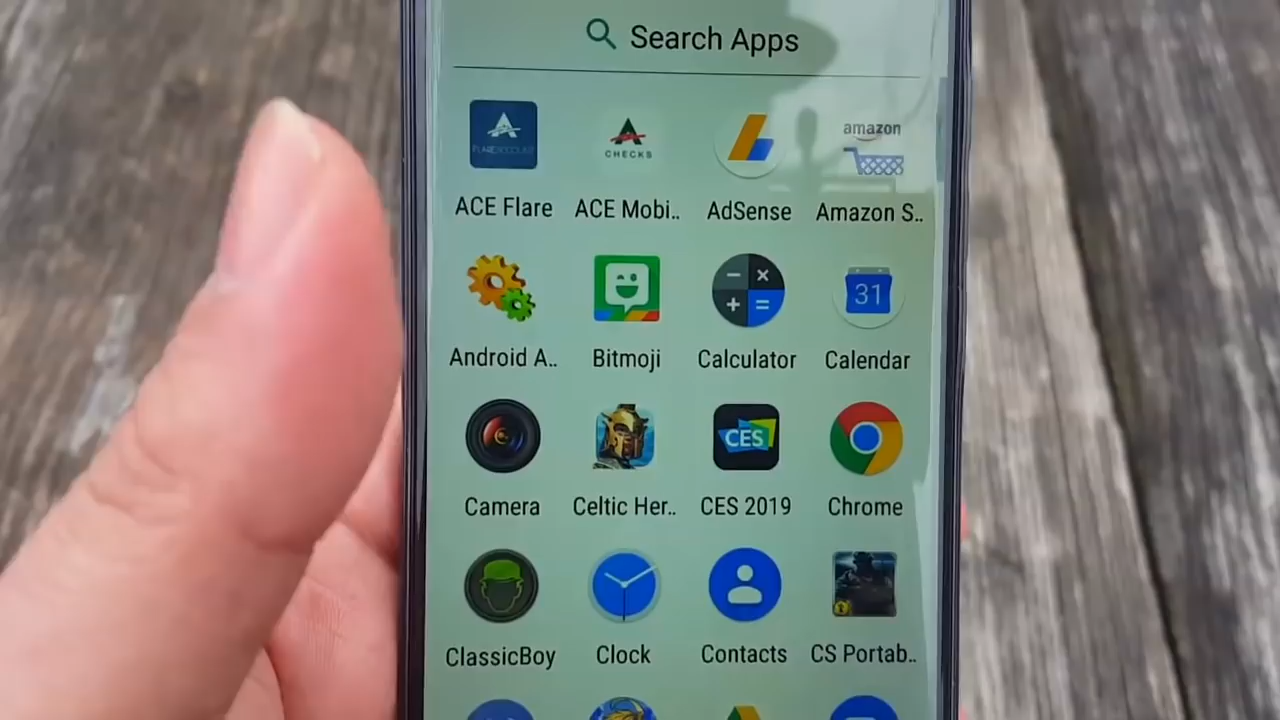 Search Apps
CHECKS
amazon
ACE Flare
ACE Mobi..
AdSense
Amazon S..
31
Android A..
Bitmoji
Calculator
Calendar
CES
Camera
Celtic Her..
CES 2019
Chrome
ClassicBoy
Clock
Contacts
CS Portab..